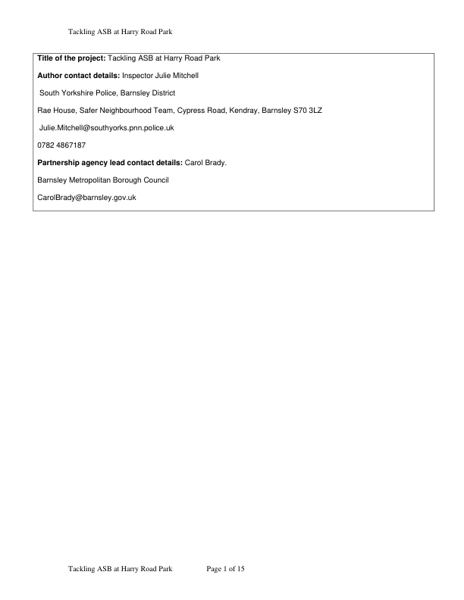 Tackling ASB at Harry Road Park
Title of the project: Tackling ASB at Harry Road Park
Author contact details: Inspector Julie Mitchell
South Yorkshire Police, Barnsley District
Rae House, Safer Neighbourhood Team, Cypress Road, Kendray, Barnsley S70 3LZ
Julie.Mitchell@southyorks.pnn.police.uk
0782 4867187
Partnership agency lead contact details: Carol Brady.
Barnsley Metropolitan Borough Council
CarolBrady@barnsley.gov.uk
Tackling ASB at Harry Road Park Page 1 of 15